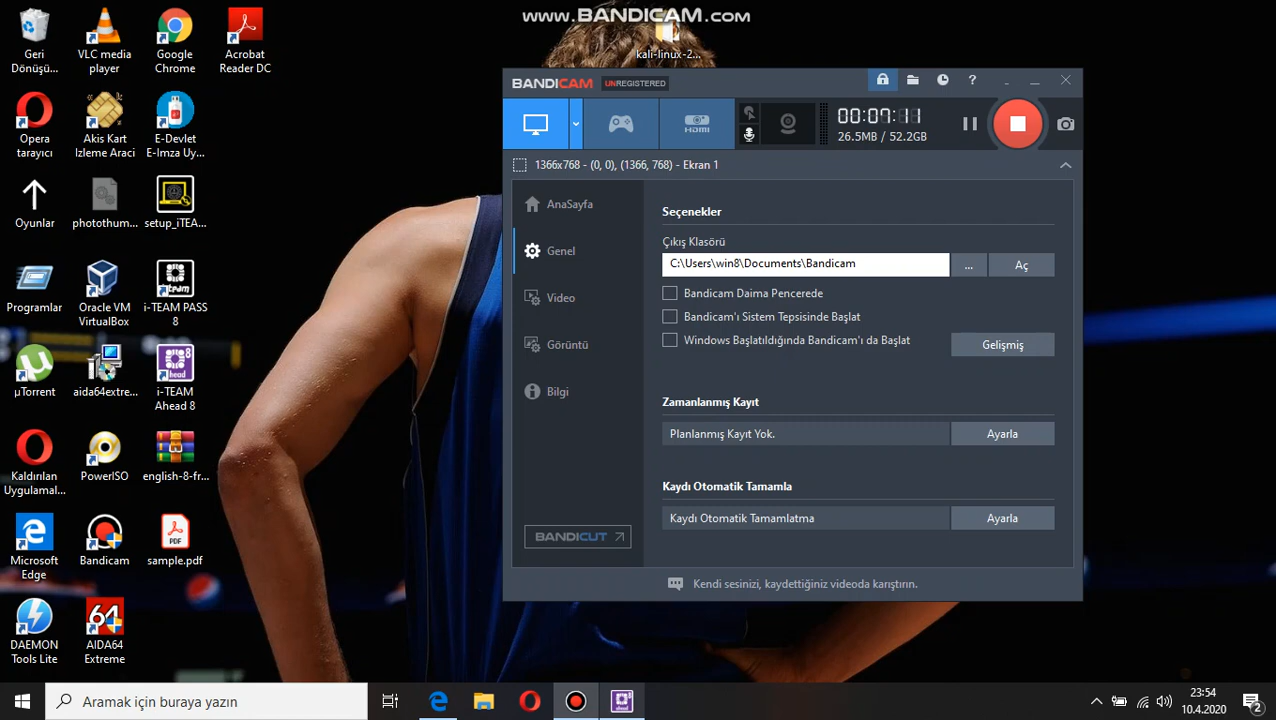 www.BANDICAM.com
Geri
Dönüşü...
VLC media
player
Google
Chrome
Acrobat
Reader DC
kali-linux-2...
Opera
tarayıcı
Akis Kart
Izleme Araci
E-Devlet
E-Imza Uy...
Oyunlar
photothum...
setup_iTEA...
Programlar
Oracle VM
VirtualBox
i-TEAM PASS
8
µTorrent
aida64extre...
i-TEAM
Ahead 8
Kaldırılan
Uygulamal...
PowerISO
english-8-fr...
Microsoft
Edge
Bandicam
sample.pdf
DAEMON
Tools Lite
AIDA64
Extreme
BANDICAM UNREGISTERED
HDMI
26.5MB / 52.2GB
1366x768 - (0, 0), (1366, 768) - Ekran 1
AnaSayfa
Genel
Video
Görüntü
Bilgi
BANDICUT
Seçenekler
Çıkış Klasörü
C:\Users\win8\Documents\Bandicam ... Aç
Bandicam Daima Pencerede
Bandicam'ı Sistem Tepsisinde Başlat
Windows Başlatıldığında Bandicam'ı da Başlat
Gelişmiş
Zamanlanmış Kayıt
Planlanmış Kayıt Yok. Ayarla
Kaydı Otomatik Tamamla
Kaydı Otomatik Tamamlatma Ayarla
Kendi sesinizi, kaydettiğiniz videoda karıştırın.
Aramak için buraya yazın
23:54
10.4.2020
2